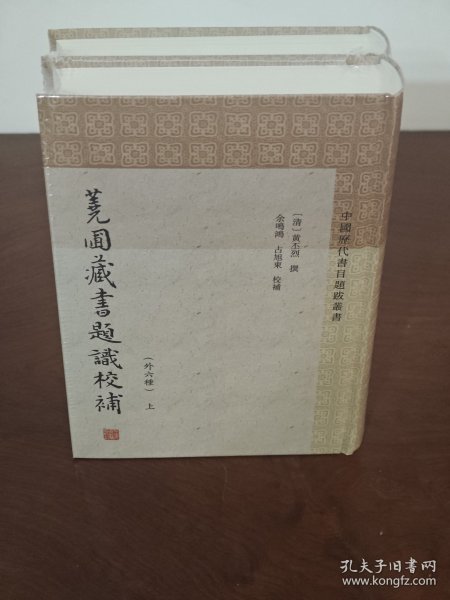 中國歷代書目題跋叢書
〔清〕黃丕烈 撰
余鳴鴻 占旭東 校補
蕘圃藏書題識校補
（外六種） 上
孔夫子旧书网
www.kongfz.com